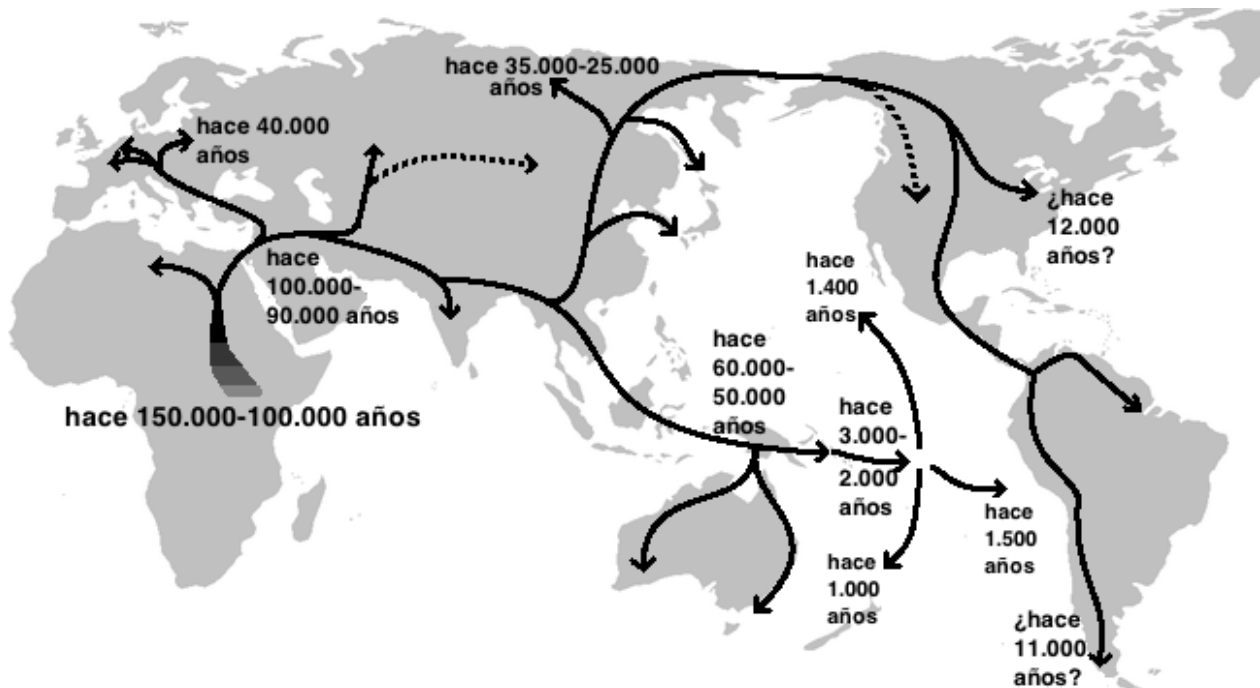 hace 35.000-25.000
años
hace 40.000
años
¿hace
12.000
años?
hace
100.000-
90.000 años
hace
1.400
años
hace
60.000-
50.000
años
hace 150.000-100.000 años
hace
3.000-
2.000
años
hace
1.500
años
hace
1.000
años
¿hace
11.000
años?